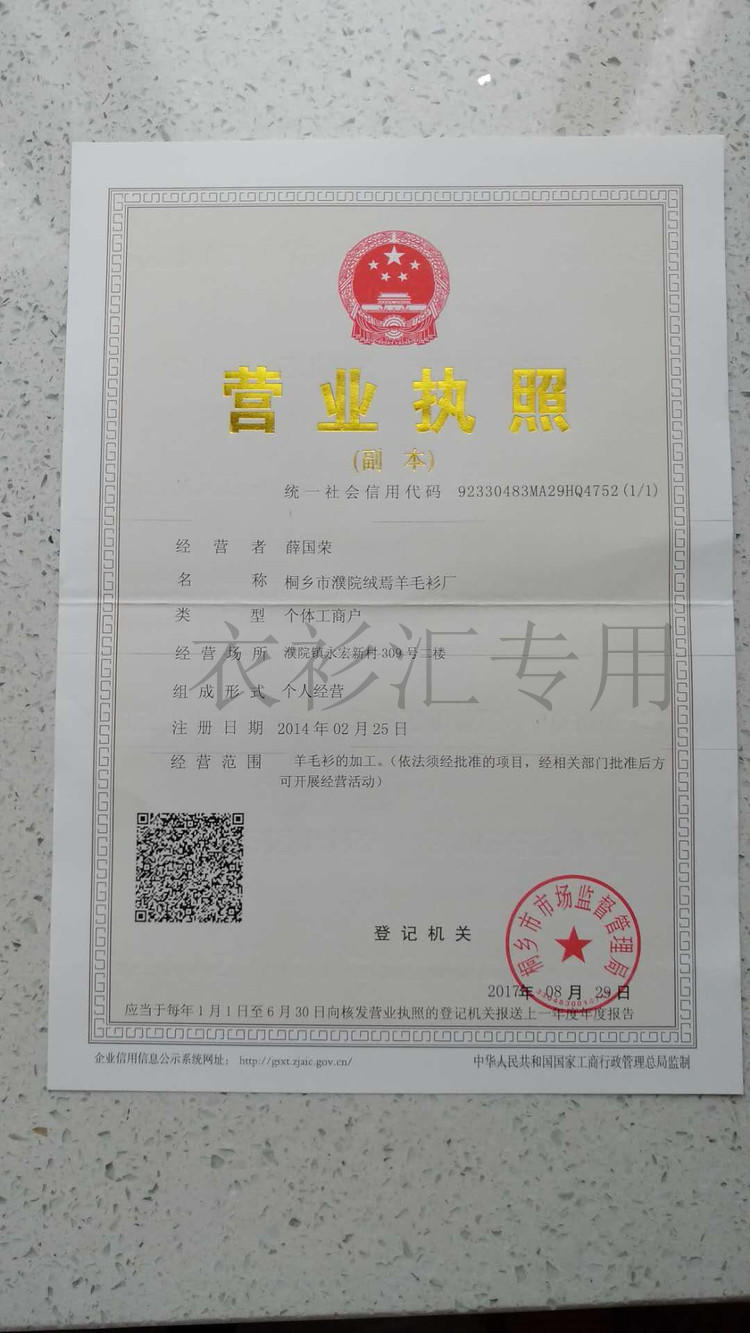 营业执照
(副 本)
统一社会信用代码 92330483MA29HQ4752(1/1)
经营者 薛国荣
名称 桐乡市濮院绒焉羊毛衫厂
类型 个体工商户
经营场所 濮院镇永宏新村309号二楼
组成形式 个人经营
注册日期 2014年02月25日
经营范围 羊毛衫的加工。(依法须经批准的项目，经相关部门批准后方
可开展经营活动)
衣衫汇专用
登记机关
桐乡市市场监督管理局
2017年 08月 29日
应当于每年1月1日至6月30日向核发营业执照的登记机关报送上一年度年度报告
企业信用信息公示系统网址： http://gsxt.zjaic.gov.cn/
中华人民共和国国家工商行政管理总局监制